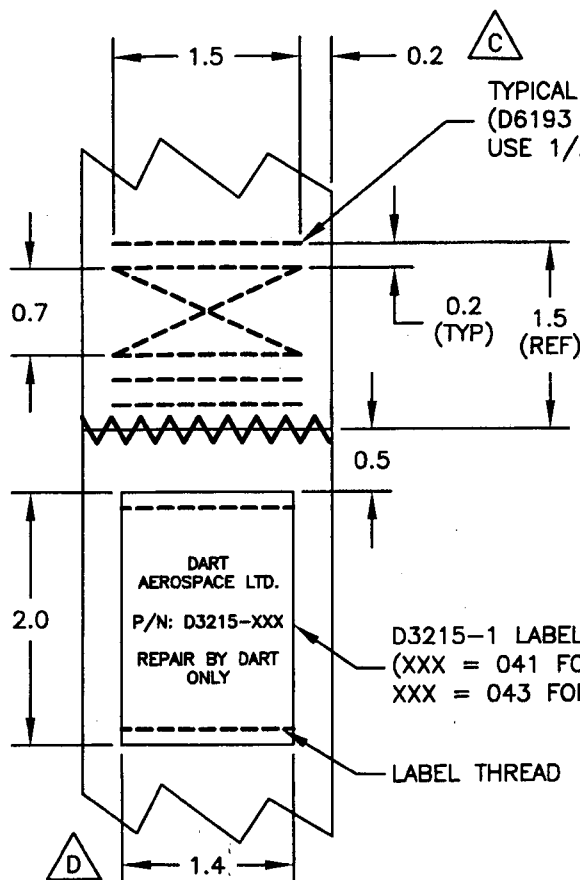 1.5
0.2
C
TYPICAL
(D6193
USE 1/
0.7
0.2
(TYP)
1.5
(REF)
0.5
2.0
DART
AEROSPACE LTD.
P/N: D3215-XXX
REPAIR BY DART
ONLY
D3215-1 LABEL
(XXX = 041
XXX = 043
LABEL THREAD
D
1.4